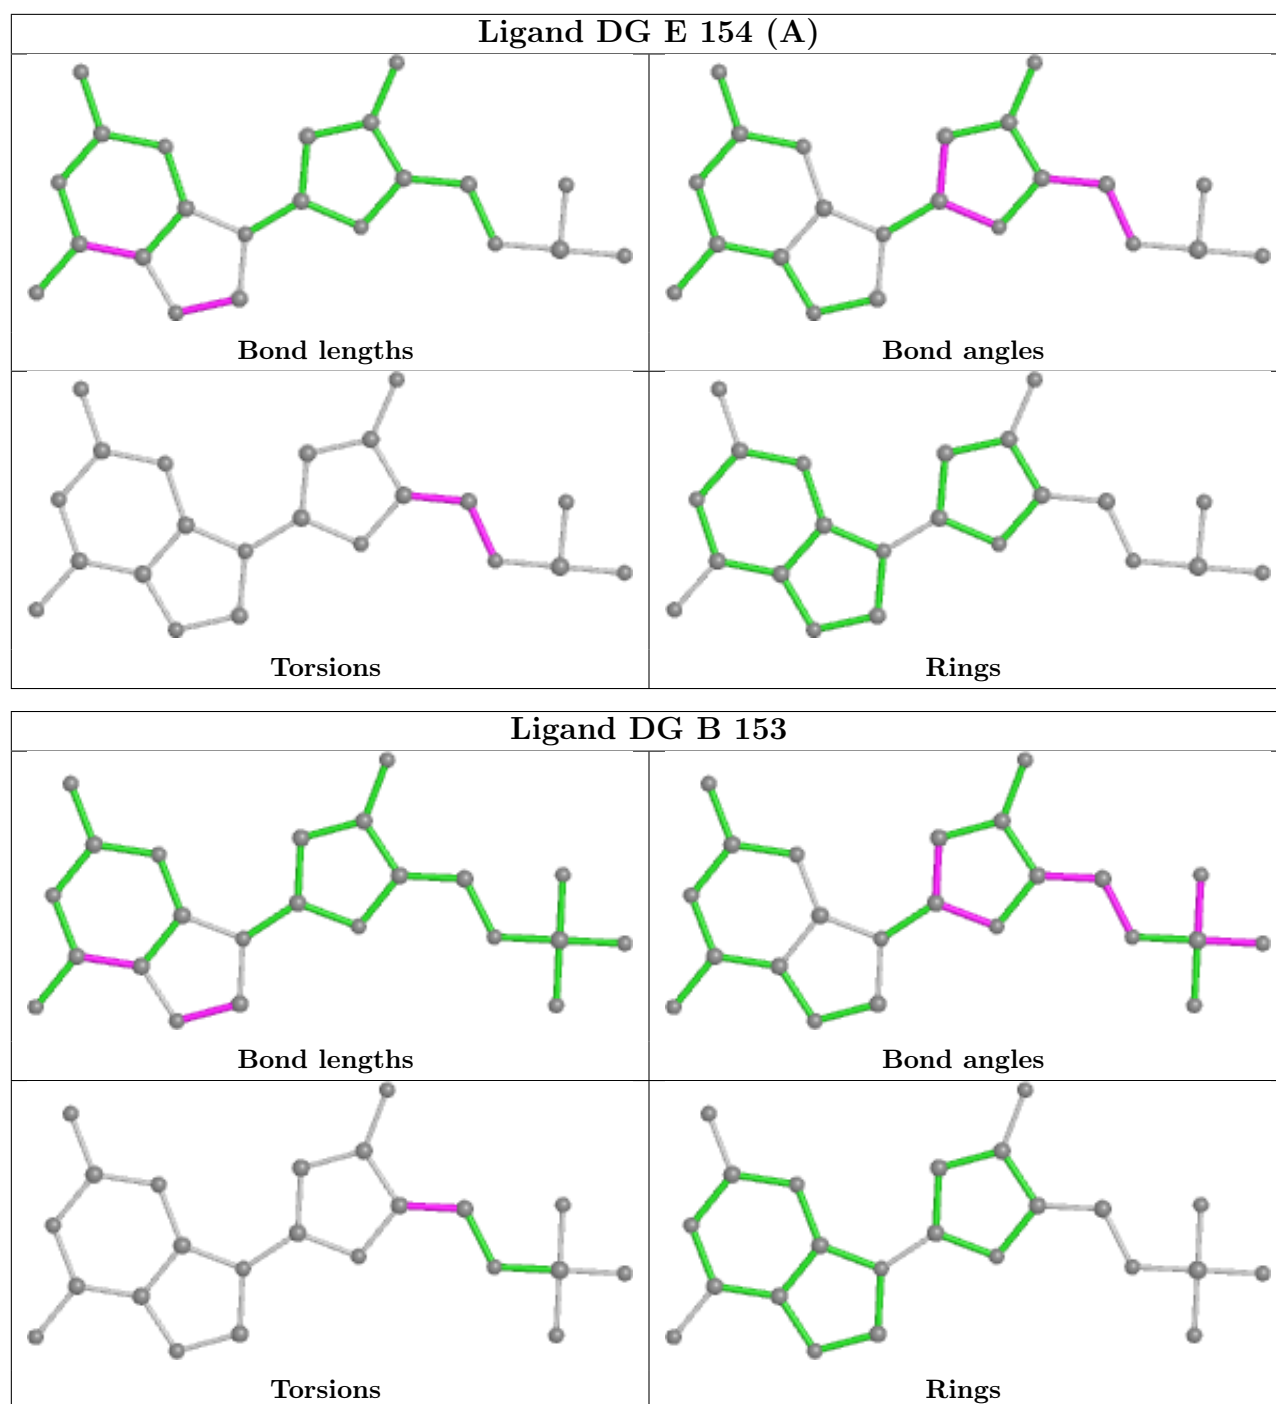 Ligand DG E 154 (A)
Bond lengths
Bond angles
Torsions
Rings
Ligand DG B 153
Bond lengths
Bond angles
Torsions
Rings